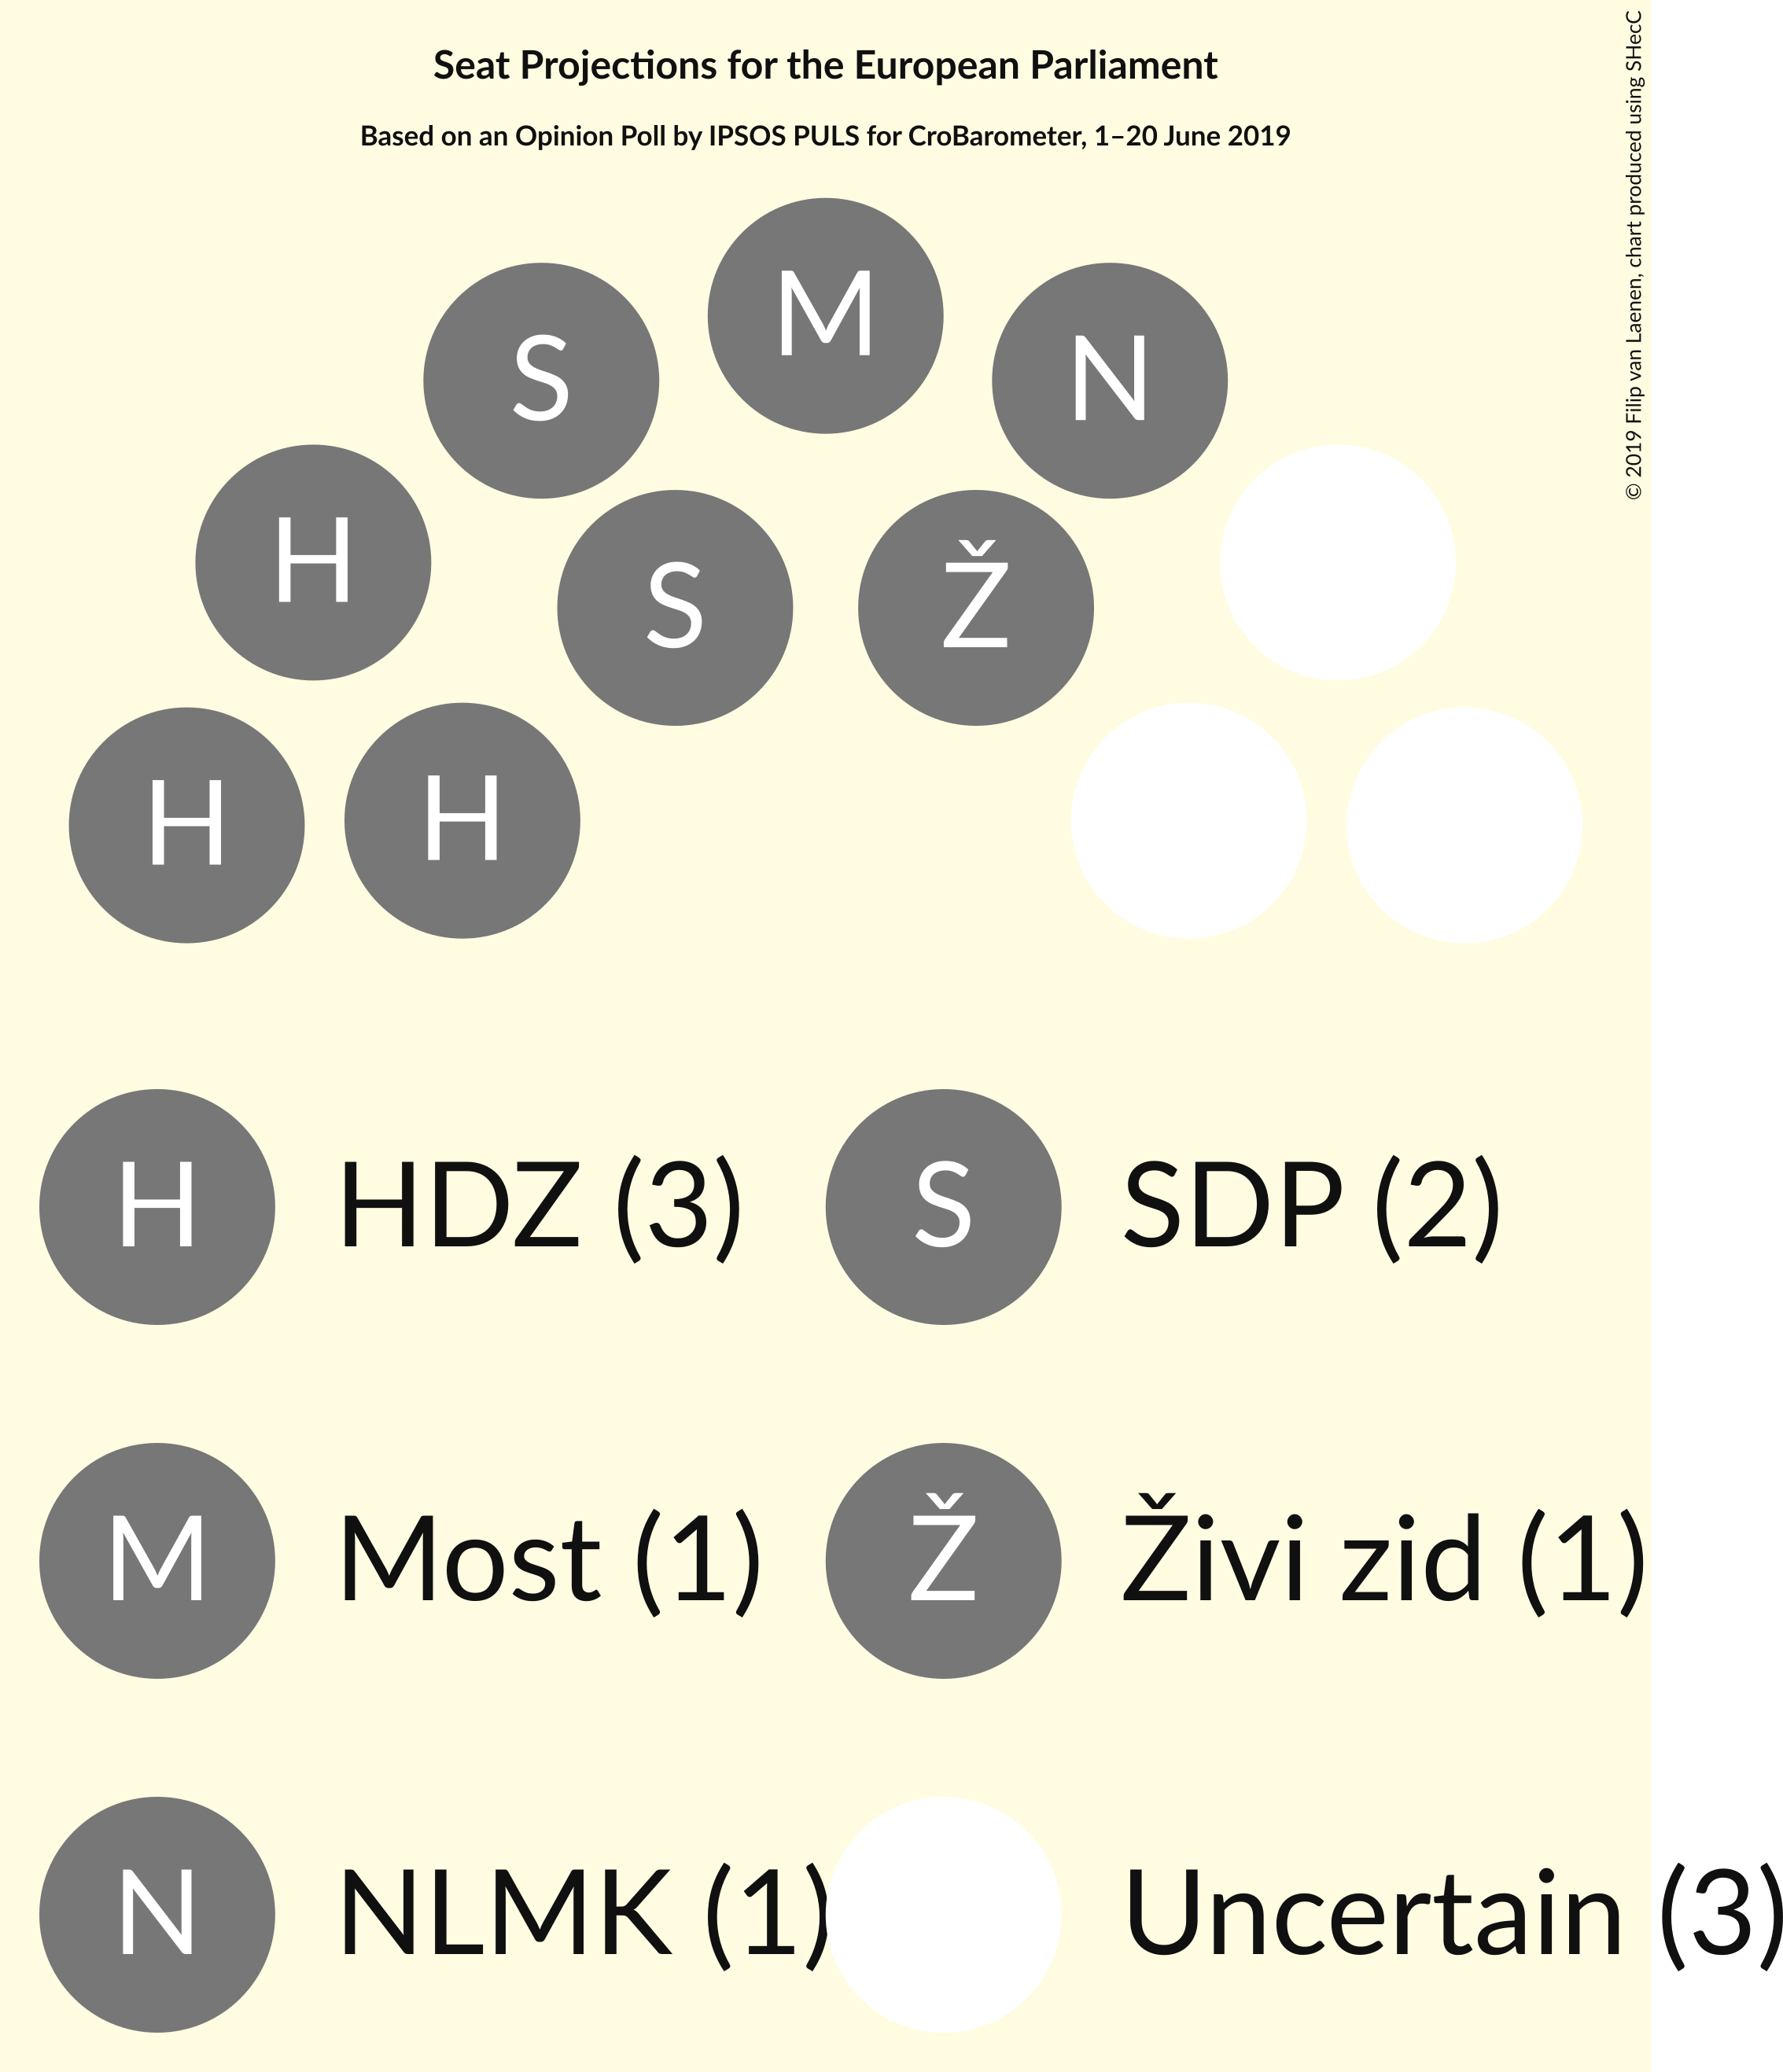 Seat Projections for the European Parliament
Based on an Opinion Poll by IPSOS PULS for CroBarometer, 1–20 June 2019
© 2019 Filip van Laenen, chart produced using SHecC
M
S N
H S Ž
H H
H HDZ (3) S SDP (2)
M Most (1) Ž Živi zid (1)
N NLMK (1) Uncertain (3)